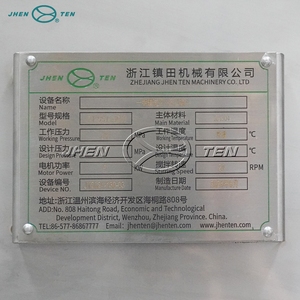 JHEN TEN
JHEN TEN
浙江镇田机械有限公司
ZHEJIANG JHEN TEN MACHINERY CO.,LTD.
设备名称
Name
型号规格
Model
主体材料
Main Material
工作压力
Working Pressure
Mpa
工作温度
Working Temp.
℃
设计压力
Design Pressure
设计温度
Design Temp.
℃
电机功率
Motor Power
搅拌转速
Stirring Speed
RPM
设备编号
Device NO.
制造日期
JHEN TEN
地址:浙江温州滨海经济开发区海桐路808号
ADD:No. 808 Haitong Road, Economic and Technological
Development District, Wenzhou, Zhejiang Province. China.
TEL:86-577-86867777 E-mail:jhenten@jhenten.com www.jhenten.com